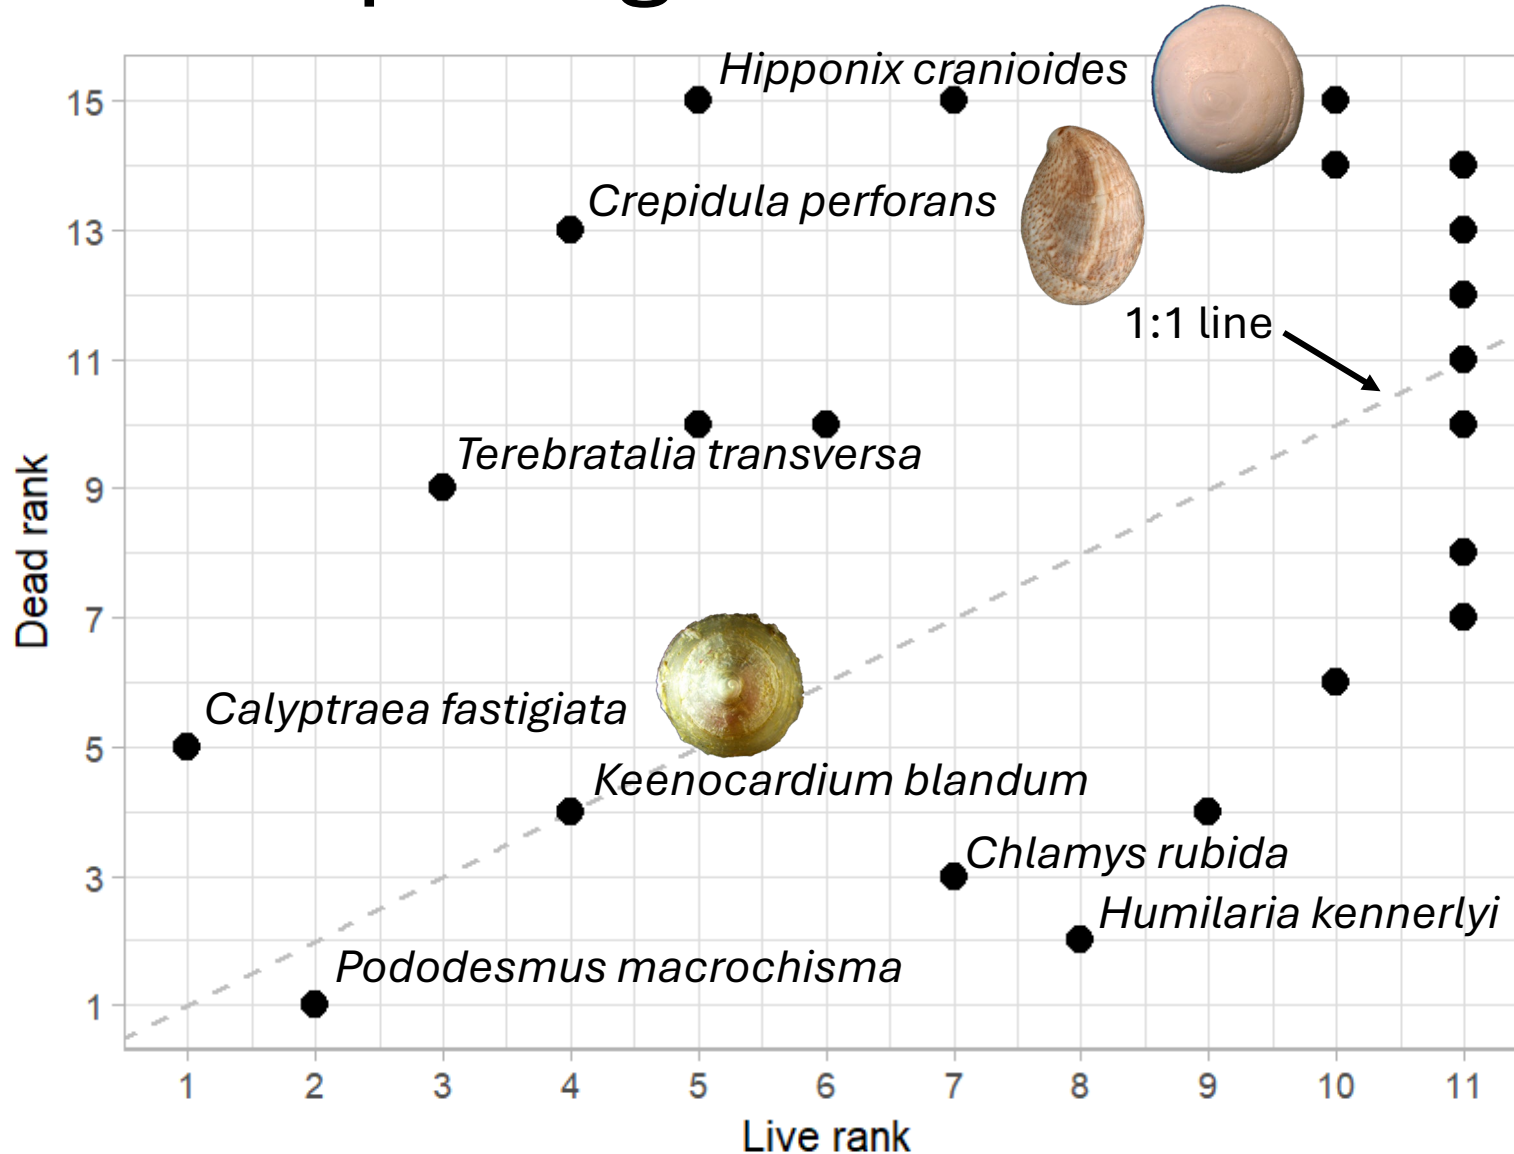 Hipponix cranioides
Crepidula perforans
1:1 line
Terebratalia transversa
Calyptraea fastigiata
Keenocardium blandum
Chlamys rubida
Humilaria kennerlyi
Pododesmus macrochisma
Dead rank
15
13
11
9
7
5
3
1
1 2 3 4 5 6 7 8 9 10 11
Live rank